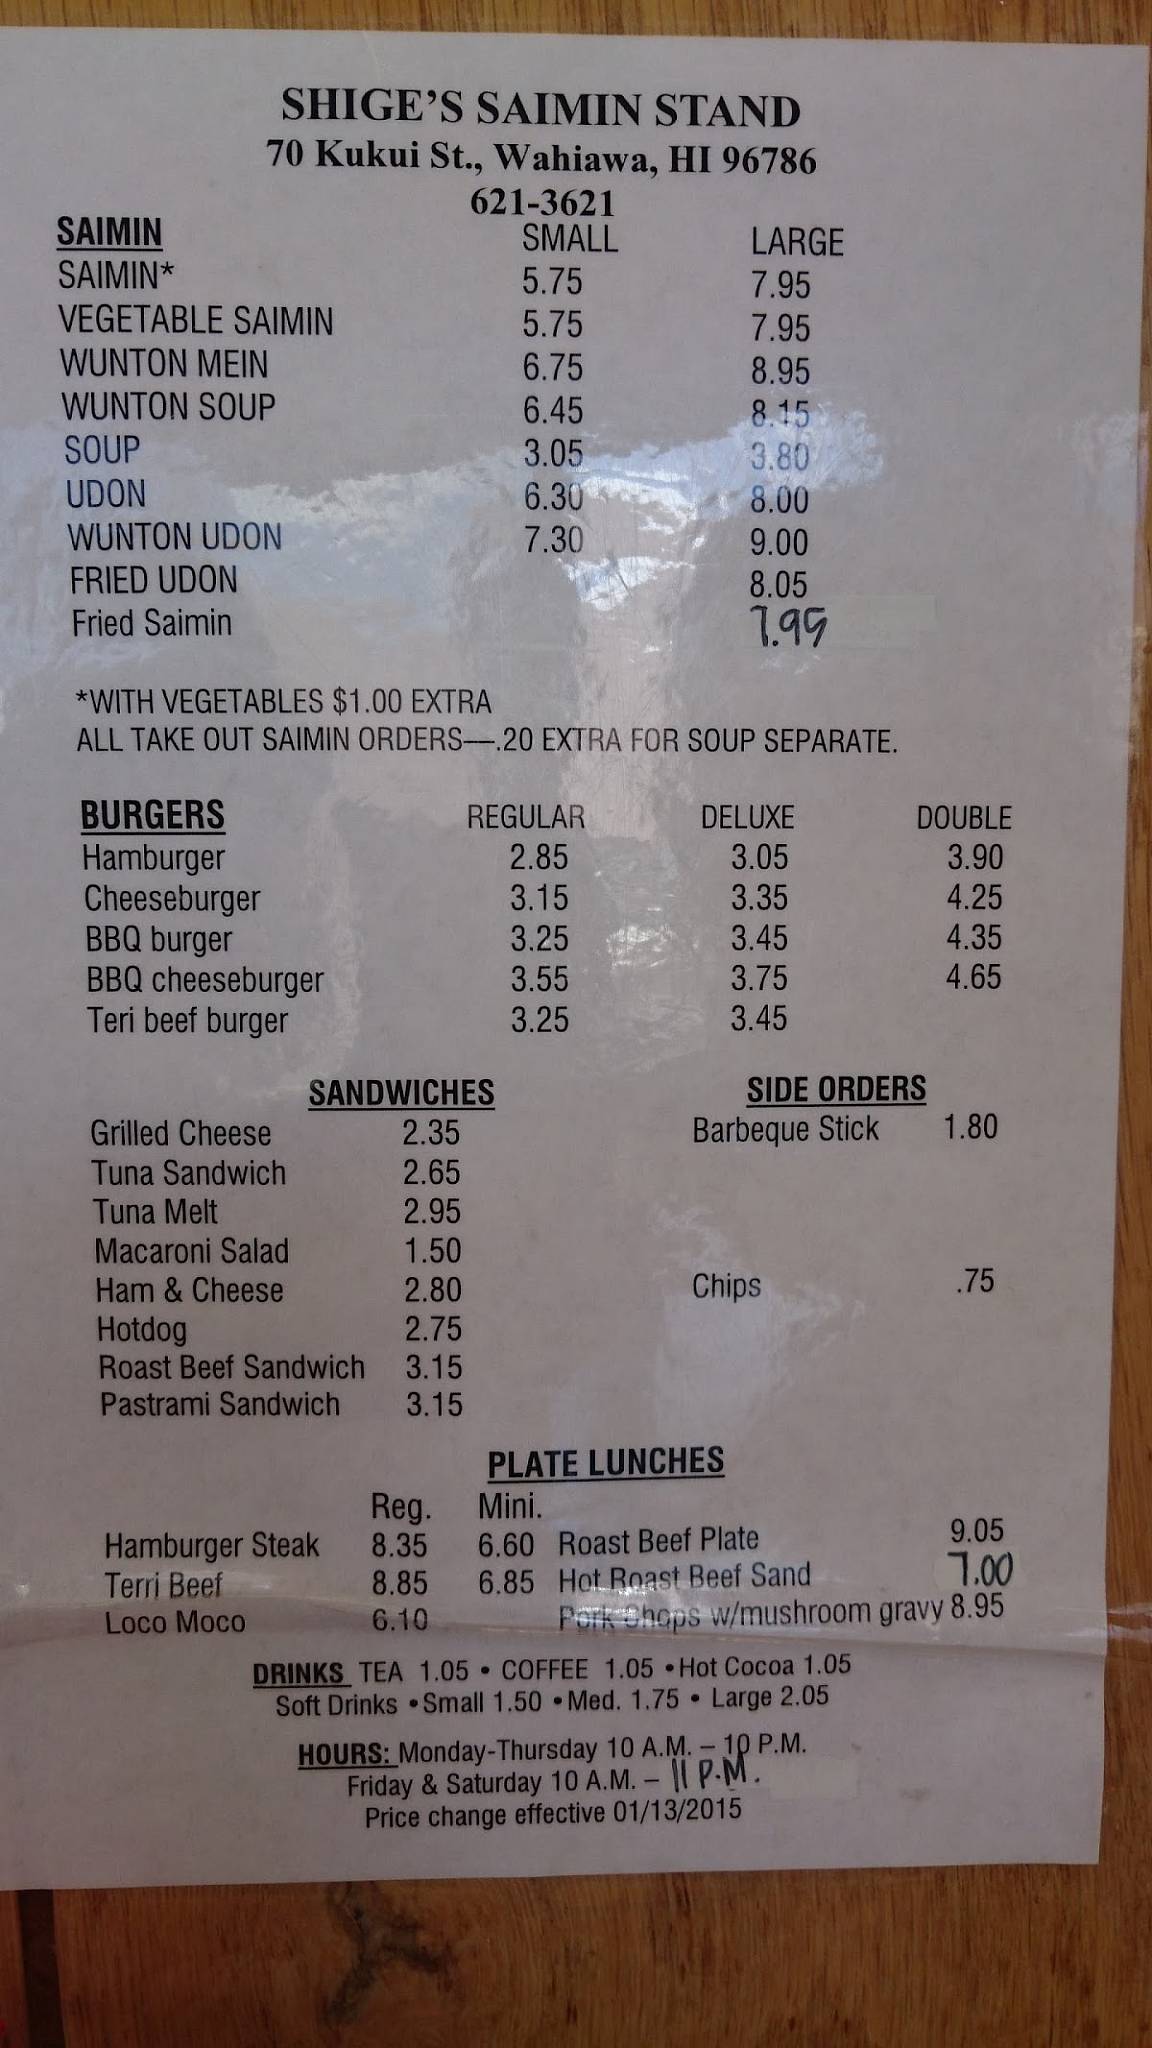 SHIGE'S SAIMIN STAND
70 Kukui St., Wahiawa, HI 96786
621-3621
SAIMIN SMALL LARGE
SAIMIN* 5.75 7.95
VEGETABLE SAIMIN 5.75 7.95
WUNTON MEIN 6.75 8.95
WUNTON SOUP 6.45 8.15
SOUP 3.05 3.80
UDON 6.30 8.00
WUNTON UDON 7.30 9.00
FRIED UDON 8.05
Fried Saimin 7.95
*WITH VEGETABLES $1.00 EXTRA
ALL TAKE OUT SAIMIN ORDERS—.20 EXTRA FOR SOUP SEPARATE.
BURGERS REGULAR DELUXE DOUBLE
Hamburger 2.85 3.05 3.90
Cheeseburger 3.15 3.35 4.25
BBQ burger 3.25 3.45 4.35
BBQ cheeseburger 3.55 3.75 4.65
Teri beef burger 3.25 3.45
SANDWICHES
Grilled Cheese 2.35
Tuna Sandwich 2.65
Tuna Melt 2.95
Macaroni Salad 1.50
Ham & Cheese 2.80
Hotdog 2.75
Roast Beef Sandwich 3.15
Pastrami Sandwich 3.15
SIDE ORDERS
Barbeque Stick 1.80
Chips .75
PLATE LUNCHES
Reg. Mini.
Hamburger Steak 8.35 6.60 Roast Beef Plate 9.05
Terri Beef 8.85 6.85 Hot Roast Beef Sand 7.00
Loco Moco 6.10 Pork Chops w/mushroom gravy 8.95
DRINKS TEA 1.05 • COFFEE 1.05 • Hot Cocoa 1.05
Soft Drinks • Small 1.50 • Med. 1.75 • Large 2.05
HOURS: Monday-Thursday 10 A.M. – 10 P.M.
Friday & Saturday 10 A.M. – 11 P.M.
Price change effective 01/13/2015